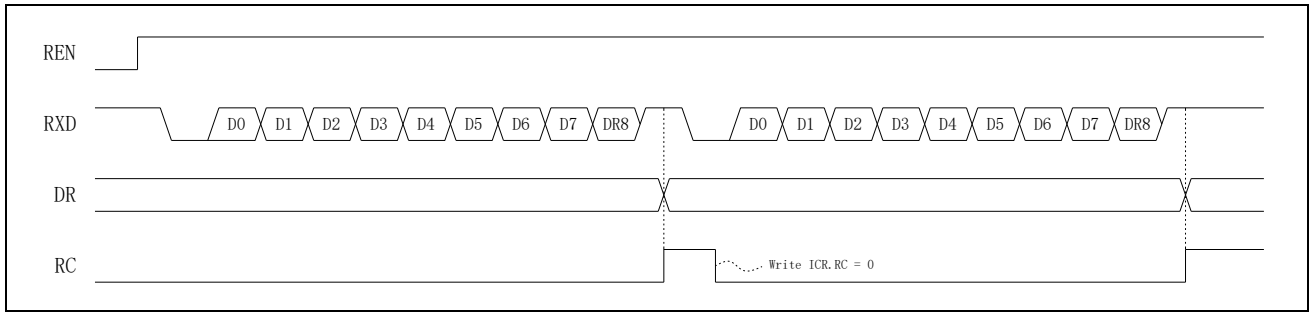 REN
RXD D0 D1 D2 D3 D4 D5 D6 D7 DR8 D0 D1 D2 D3 D4 D5 D6 D7 DR8
DR
RC Write ICR.RC = 0